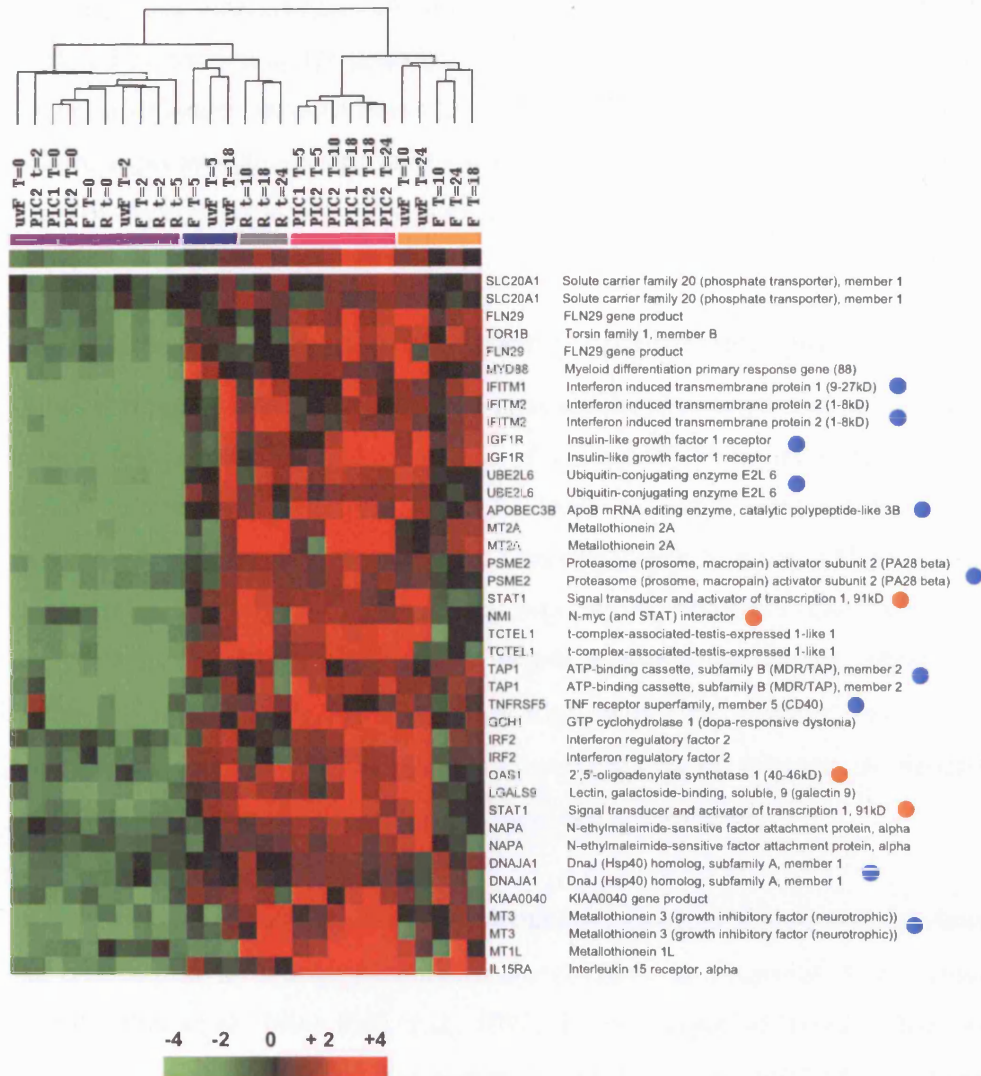 uvF T=0
PIC2 t=2
PIC1 T=0
PIC2 T=0
F T=0
R t=0
uvF T=2
F T=2
R t=2
R t=5
F T=5
uvF T=5
uvF T=18
R t=10
R t=18
R t=24
PIC1 T=5
PIC2 T=5
PIC2 T=10
PIC1 T=18
PIC2 T=18
PIC2 T=24
uvF T=10
uvF T=24
F T=10
F T=24
F T=18
SLC20A1 Solute carrier family 20 (phosphate transporter), member 1
SLC20A1 Solute carrier family 20 (phosphate transporter), member 1
FLN29 FLN29 gene product
TOR1B Torsin family 1, member B
FLN29 FLN29 gene product
MYD88 Myeloid differentiation primary response gene (88)
IFITM1 Interferon induced transmembrane protein 1 (9-27kD)
IFITM2 Interferon induced transmembrane protein 2 (1-8kD)
IFITM2 Interferon induced transmembrane protein 2 (1-8kD)
IGF1R Insulin-like growth factor 1 receptor
IGF1R Insulin-like growth factor 1 receptor
UBE2L6 Ubiquitin-conjugating enzyme E2L 6
UBE2L6 Ubiquitin-conjugating enzyme E2L 6
APOBEC3B ApoB mRNA editing enzyme, catalytic polypeptide-like 3B
MT2A Metallothionein 2A
MT2A Metallothionein 2A
PSME2 Proteasome (prosome, macropain) activator subunit 2 (PA28 beta)
PSME2 Proteasome (prosome, macropain) activator subunit 2 (PA28 beta)
STAT1 Signal transducer and activator of transcription 1, 91kD
NMI N-myc (and STAT) interactor
TCTEL1 t-complex-associated-testis-expressed 1-like 1
TCTEL1 t-complex-associated-testis-expressed 1-like 1
TAP1 ATP-binding cassette, subfamily B (MDR/TAP), member 2
TAP1 ATP-binding cassette, subfamily B (MDR/TAP), member 2
TNFRSF5 TNF receptor superfamily, member 5 (CD40)
GCH1 GTP cyclohydrolase 1 (dopa-responsive dystonia)
IRF2 Interferon regulatory factor 2
IRF2 Interferon regulatory factor 2
OAS1 2',5'-oligoadenylate synthetase 1 (40-46kD)
LGALS9 Lectin, galactoside-binding, soluble, 9 (galectin 9)
STAT1 Signal transducer and activator of transcription 1, 91kD
NAPA N-ethylmaleimide-sensitive factor attachment protein, alpha
NAPA N-ethylmaleimide-sensitive factor attachment protein, alpha
DNAJA1 DnaJ (Hsp40) homolog, subfamily A, member 1
DNAJA1 DnaJ (Hsp40) homolog, subfamily A, member 1
KIAA0040 KIAA0040 gene product
MT3 Metallothionein 3 (growth inhibitory factor (neurotrophic))
MT3 Metallothionein 3 (growth inhibitory factor (neurotrophic))
MT1L Metallothionein 1L
IL15RA Interleukin 15 receptor, alpha
-4 -2 0 + 2 +4